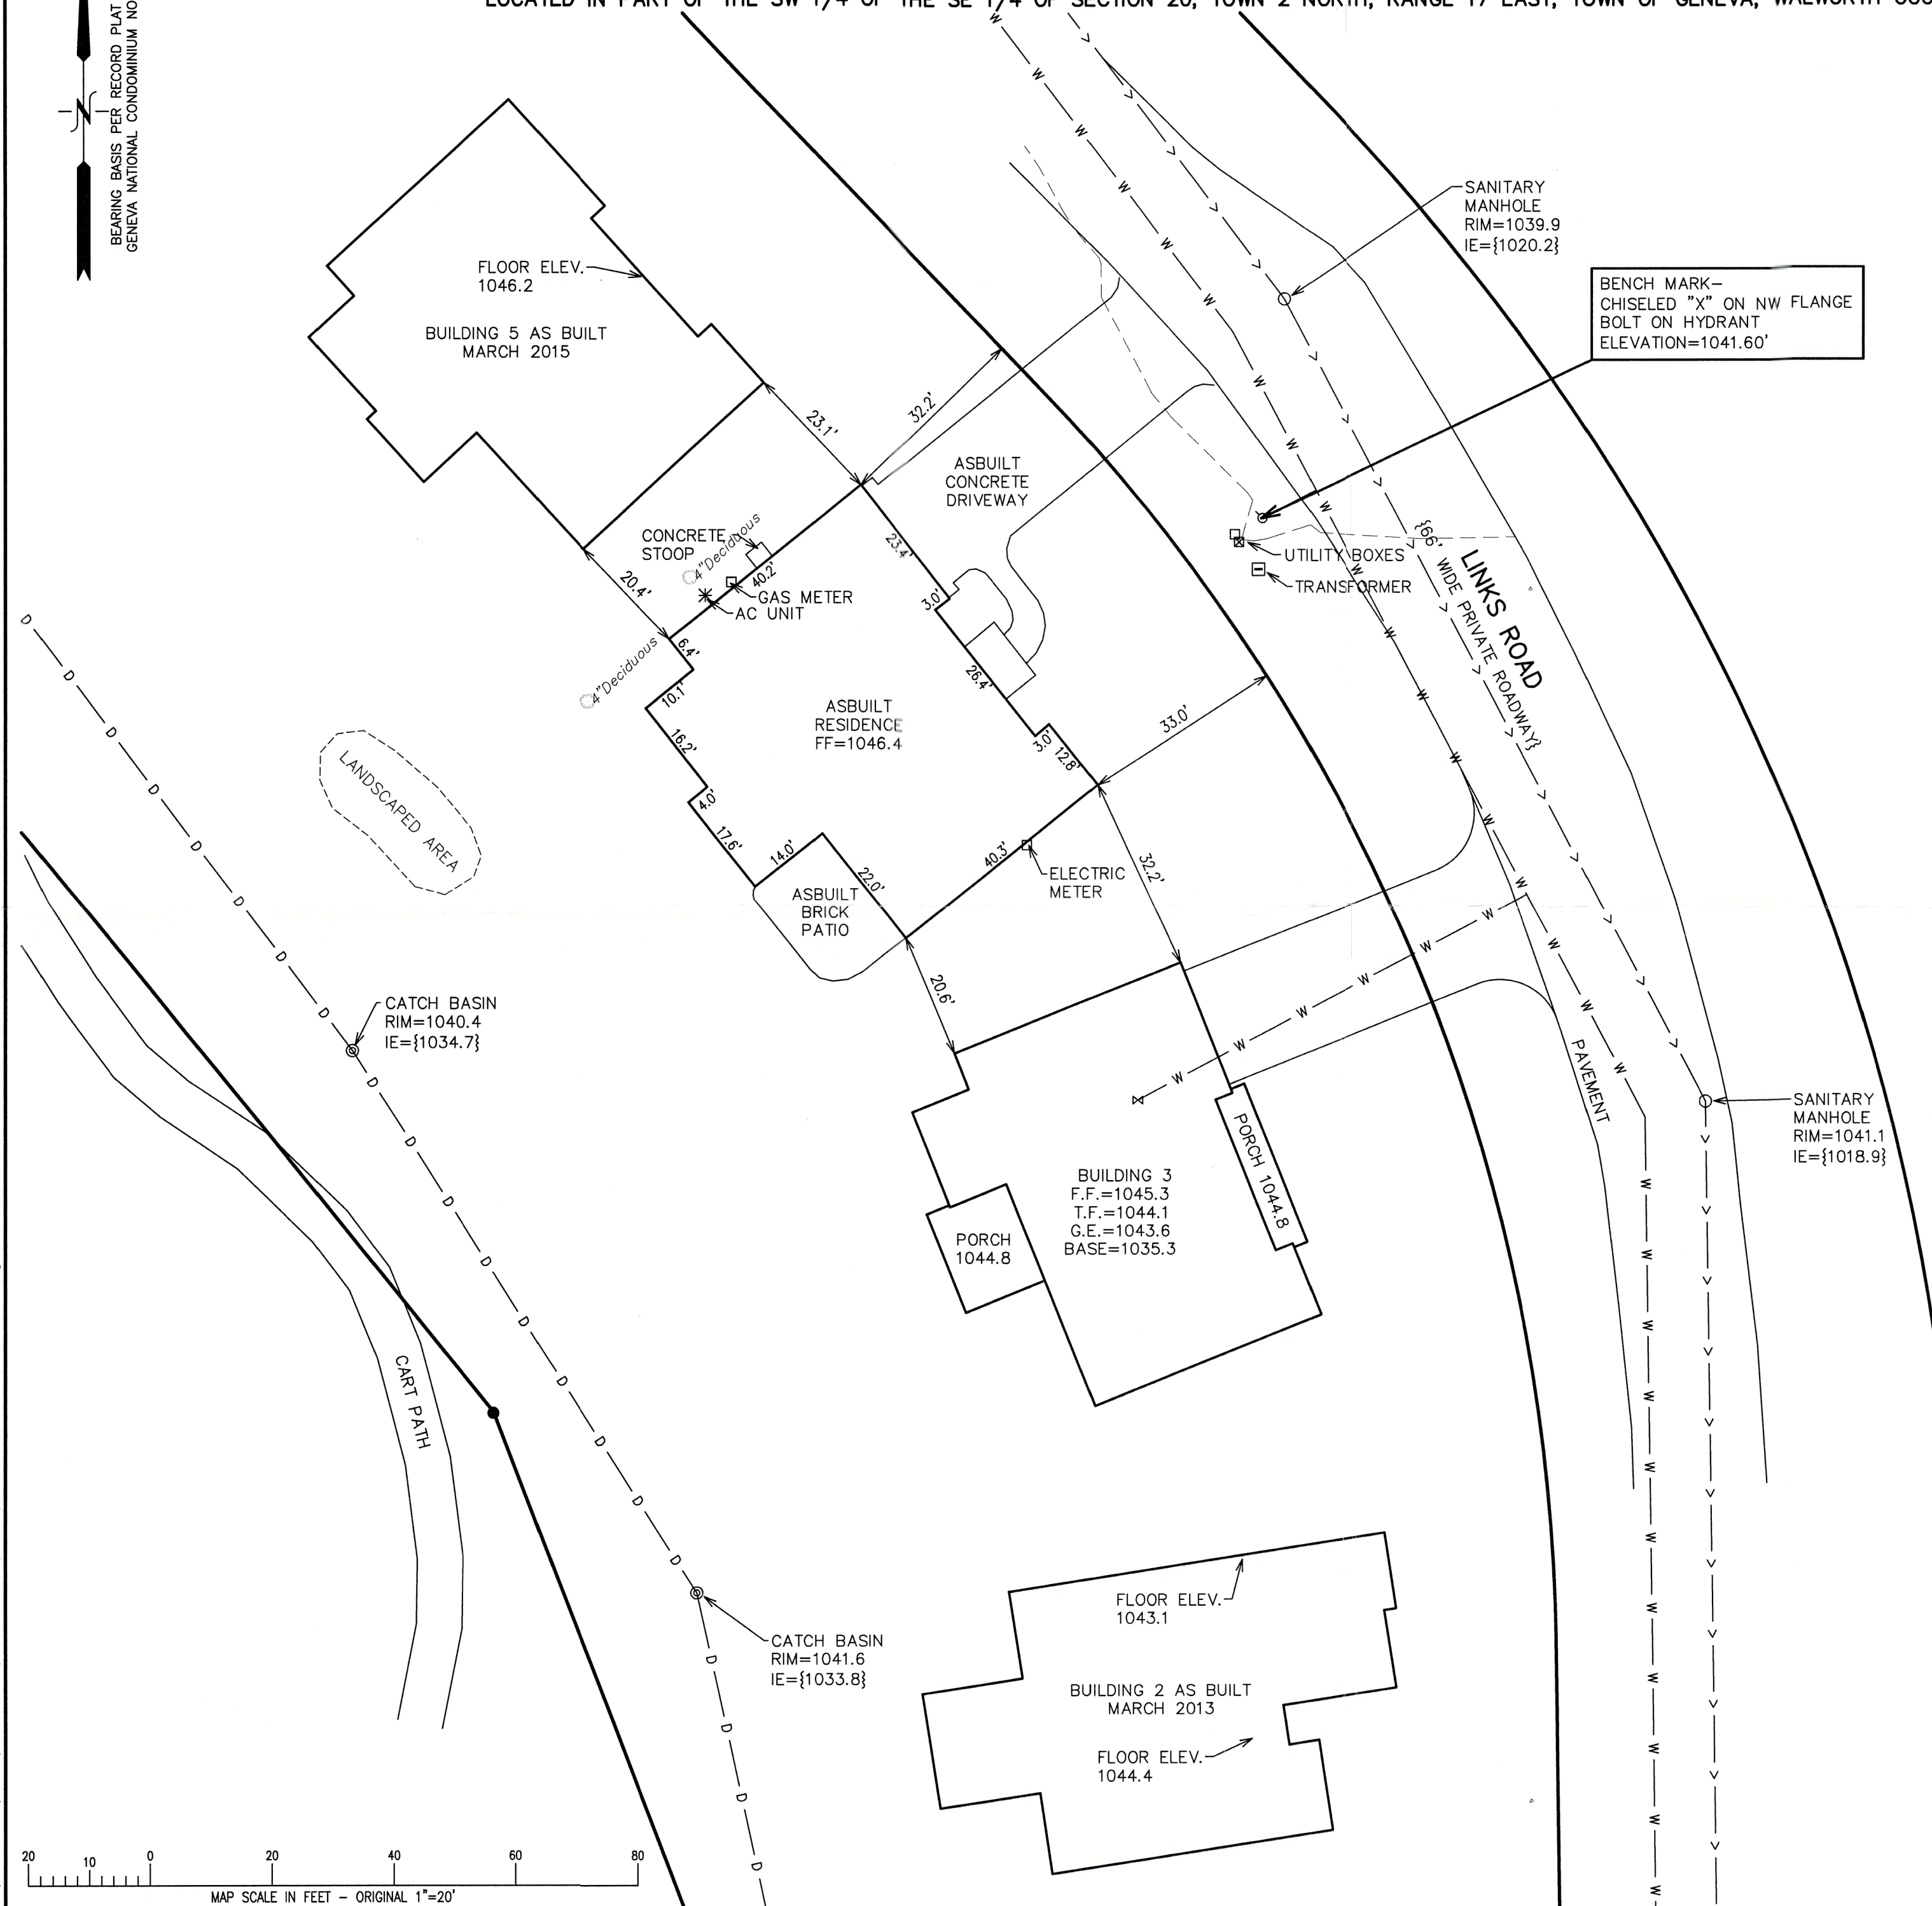 LOCATED IN PART OF THE SW 1/4 OF THE SE 1/4 OF SECTION 20, TOWN 2 NORTH, RANGE 17 EAST, TOWN OF GENEVA, WALWORTH
BEARING BASIS PER RECORD PLAT
GENEVA NATIONAL CONDOMINIUM NO
N
FLOOR ELEV.
1046.2
BUILDING 5 AS BUILT
MARCH 2015
SANITARY
MANHOLE
RIM=1039.9
IE={1020.2}
BENCH MARK–
CHISELED "X" ON NW FLANGE
BOLT ON HYDRANT
ELEVATION=1041.60'
23.1'
32.2'
ASBUILT
CONCRETE
DRIVEWAY
CONCRETE
STOOP
4"Deciduous
40.2'
GAS METER
AC UNIT
20.4'
23.4'
3.0'
UTILITY BOXES
TRANSFORMER
LINKS ROAD
{66' WIDE PRIVATE ROADWAY}
4"Deciduous
6.4'
10.1'
26.4'
ASBUILT
RESIDENCE
FF=1046.4
16.2'
3.0'
12.8'
33.0'
4.0'
17.6'
14.0'
22.0'
40.3'
32.2'
LANDSCAPED AREA
ASBUILT
BRICK
PATIO
ELECTRIC
METER
20.6'
CATCH BASIN
RIM=1040.4
IE={1034.7}
PAVEMENT
SANITARY
MANHOLE
RIM=1041.1
IE={1018.9}
PORCH 1044.8
BUILDING 3
F.F.=1045.3
T.F.=1044.1
G.E.=1043.6
BASE=1035.3
PORCH
1044.8
CART PATH
CATCH BASIN
RIM=1041.6
IE={1033.8}
FLOOR ELEV.
1043.1
BUILDING 2 AS BUILT
MARCH 2013
FLOOR ELEV.
1044.4
20 10 0 20 40 60 80
MAP SCALE IN FEET – ORIGINAL 1"=20'